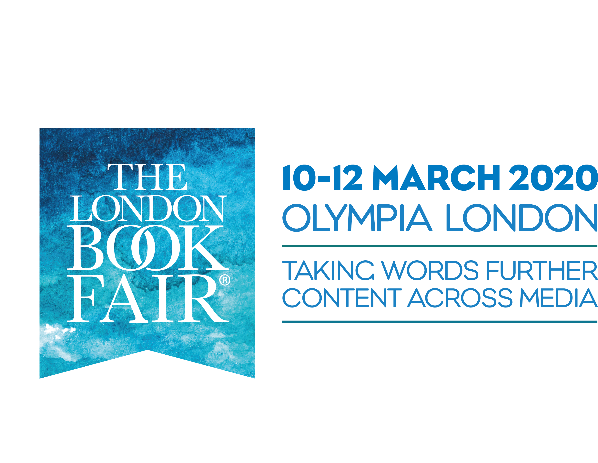 THE
LONDON
BOOK
FAIR®
10-12 MARCH 2020
OLYMPIA LONDON
TAKING WORDS FURTHER
CONTENT ACROSS MEDIA